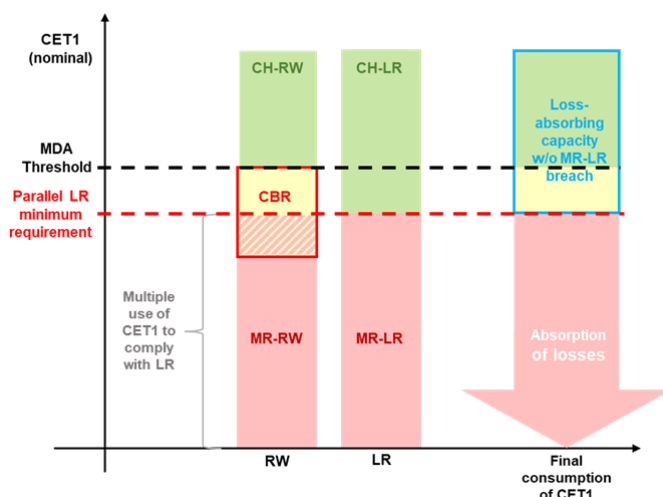 CET1
(nominal)
CH-RW
CH-LR
Loss-
absorbing
capacity
w/o MR-LR
breach
MDA
Threshold
Parallel LR
minimum
requirement
CBR
Multiple
use of
CET1 to
comply
with LR
MR-RW
MR-LR
Absorption
of losses
RW
LR
Final
consumption
of CET1